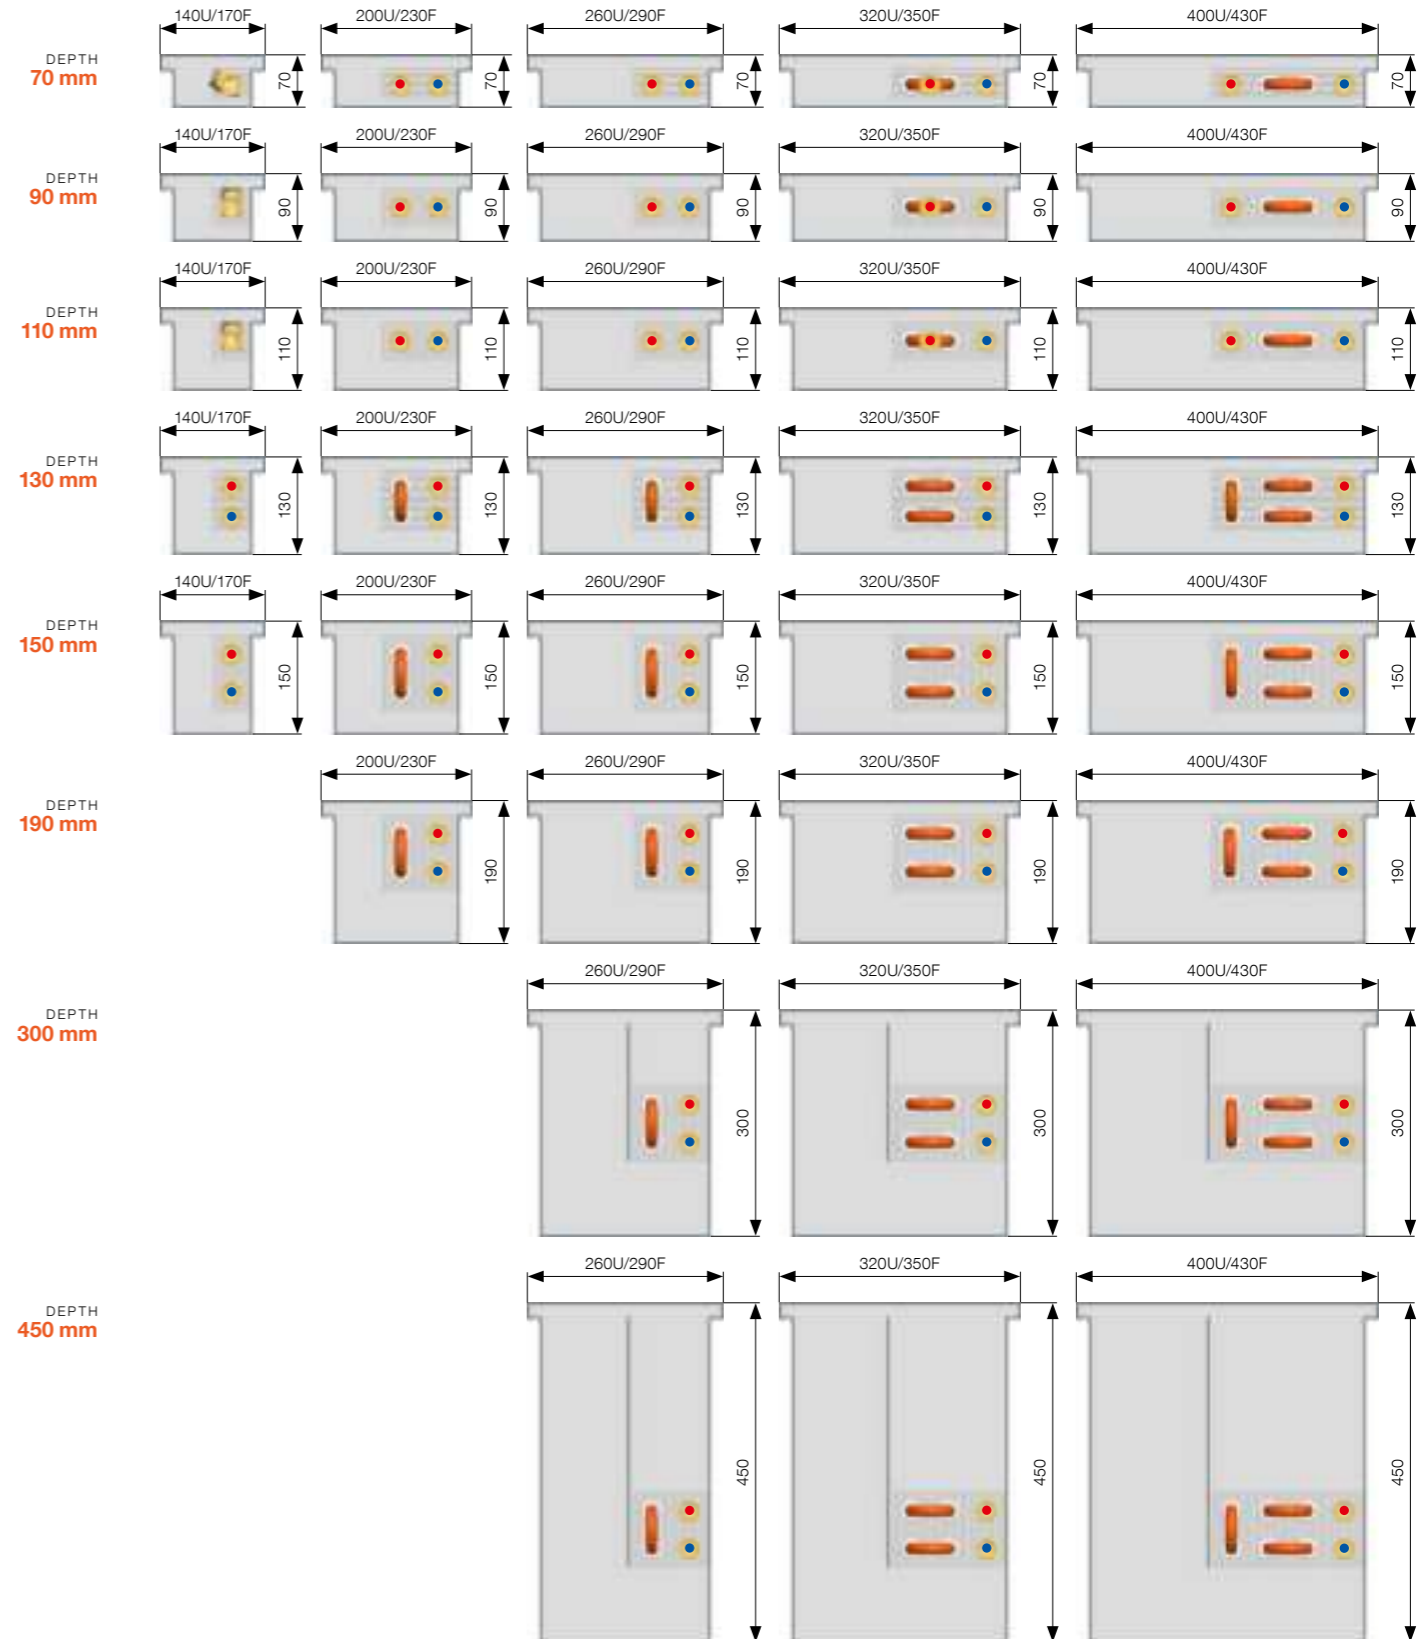 140U/170F 200U/230F 260U/290F 320U/350F 400U/430F
DEPTH
70 mm
70 70 70 70 70
140U/170F 200U/230F 260U/290F 320U/350F 400U/430F
DEPTH
90 mm
90 90 90 90 90
140U/170F 200U/230F 260U/290F 320U/350F 400U/430F
DEPTH
110 mm
110 110 110 110 110
140U/170F 200U/230F 260U/290F 320U/350F 400U/430F
DEPTH
130 mm
130 130 130 130 130
140U/170F 200U/230F 260U/290F 320U/350F 400U/430F
DEPTH
150 mm
150 150 150 150 150
200U/230F 260U/290F 320U/350F 400U/430F
DEPTH
190 mm
190 190 190 190
260U/290F 320U/350F 400U/430F
DEPTH
300 mm
300 300 300
260U/290F 320U/350F 400U/430F
DEPTH
450 mm
450 450 450